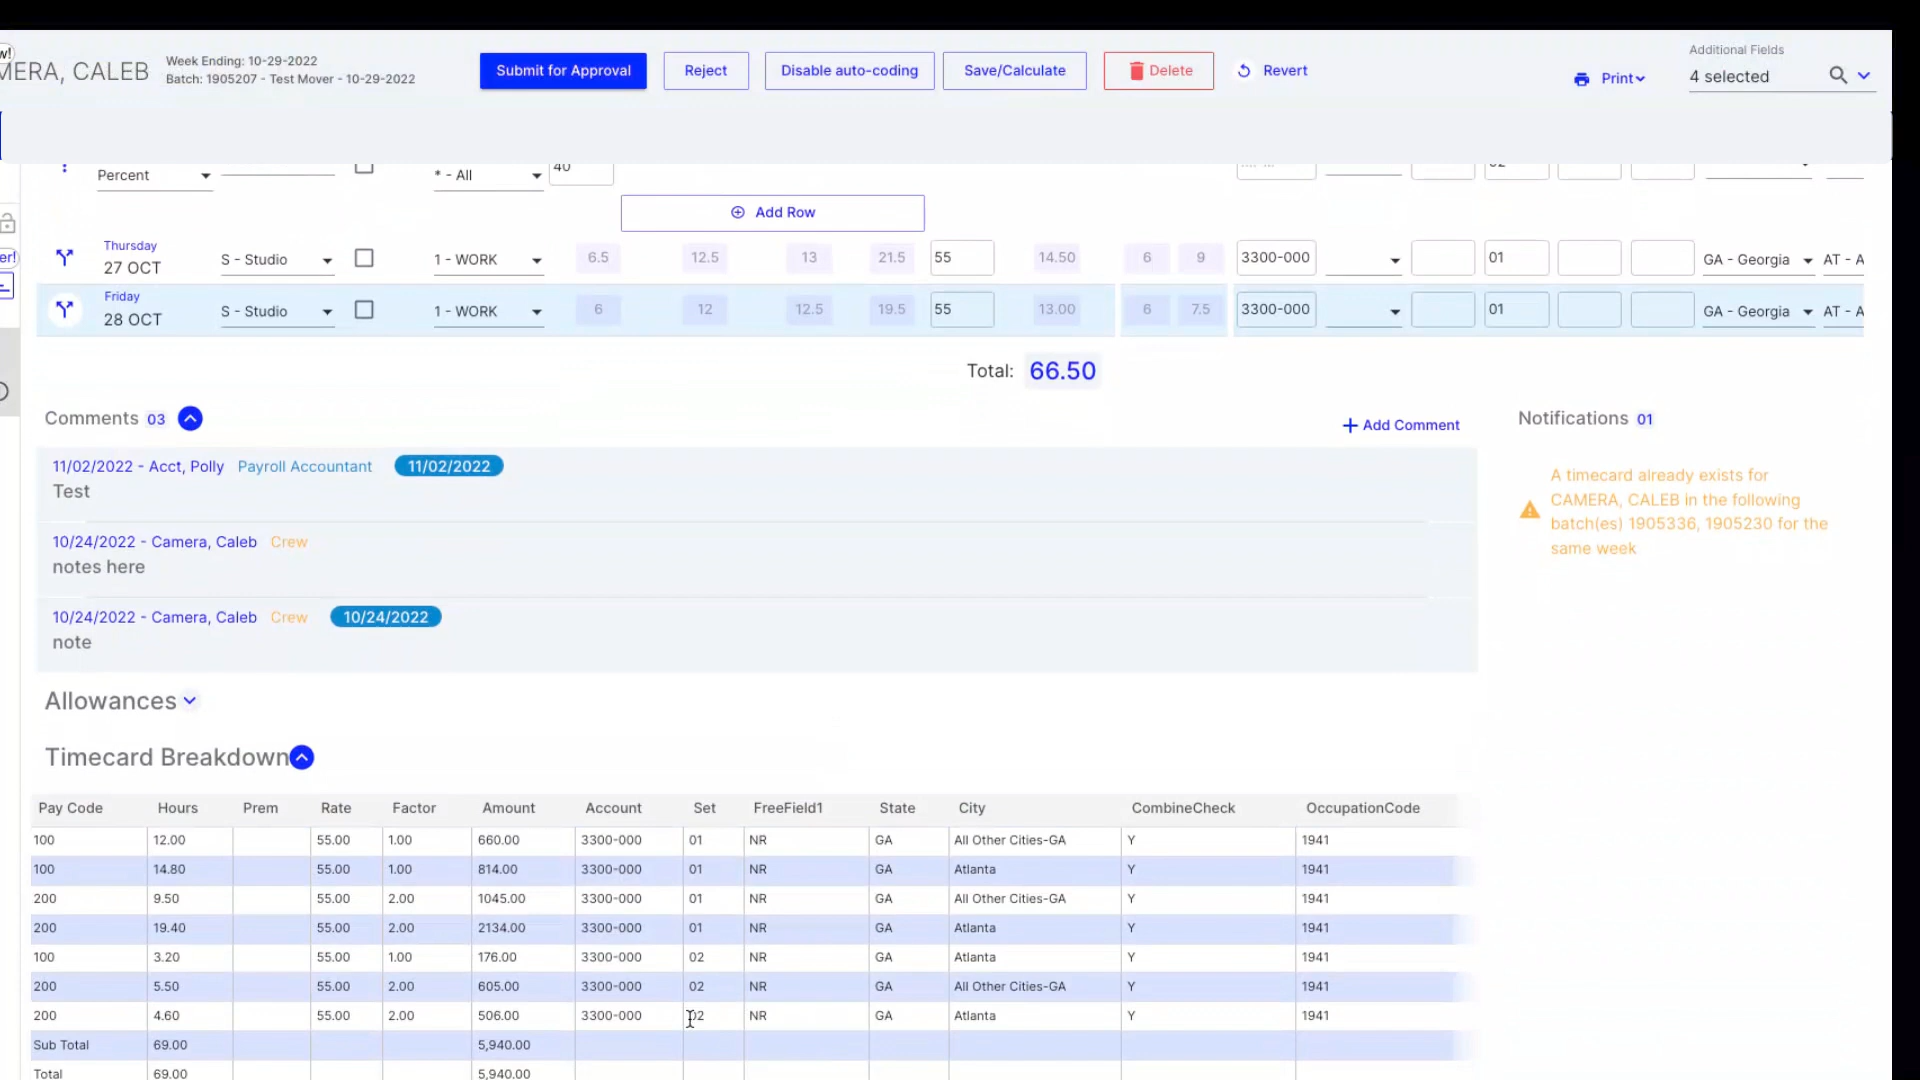 w!
MERA, CALEB
Week Ending: 10-29-2022
Batch: 1905207 - Test Mover - 10-29-2022
Submit for Approval
Reject
Disable auto-coding
Save/Calculate
Delete
Revert
Print
Additional Fields
4 selected
Percent
* - All
40
Add Row
er!
Thursday
27 OCT
S - Studio 1 - WORK 6.5 12.5 13 21.5 55 14.50 6 9 3300-000 01 GA - Georgia AT - A
Friday
28 OCT
S - Studio 1 - WORK 6 12 12.5 19.5 55 13.00 6 7.5 3300-000 01 GA - Georgia AT - A
Total: 66.50
Comments 03
+ Add Comment
11/02/2022 - Acct, Polly Payroll Accountant 11/02/2022
Test
10/24/2022 - Camera, Caleb Crew
notes here
10/24/2022 - Camera, Caleb Crew 10/24/2022
note
Notifications 01
A timecard already exists for
CAMERA, CALEB in the following
batch(es) 1905336, 1905230 for the
same week
Allowances
Timecard Breakdown
Pay Code Hours Prem Rate Factor Amount Account Set FreeField1 State City CombineCheck OccupationCode
100 12.00 55.00 1.00 660.00 3300-000 01 NR GA All Other Cities-GA Y 1941
100 14.80 55.00 1.00 814.00 3300-000 01 NR GA Atlanta Y 1941
200 9.50 55.00 2.00 1045.00 3300-000 01 NR GA All Other Cities-GA Y 1941
200 19.40 55.00 2.00 2134.00 3300-000 01 NR GA Atlanta Y 1941
100 3.20 55.00 1.00 176.00 3300-000 02 NR GA Atlanta Y 1941
200 5.50 55.00 2.00 605.00 3300-000 02 NR GA All Other Cities-GA Y 1941
200 4.60 55.00 2.00 506.00 3300-000 02 NR GA Atlanta Y 1941
Sub Total 69.00 5,940.00
Total 69.00 5,940.00